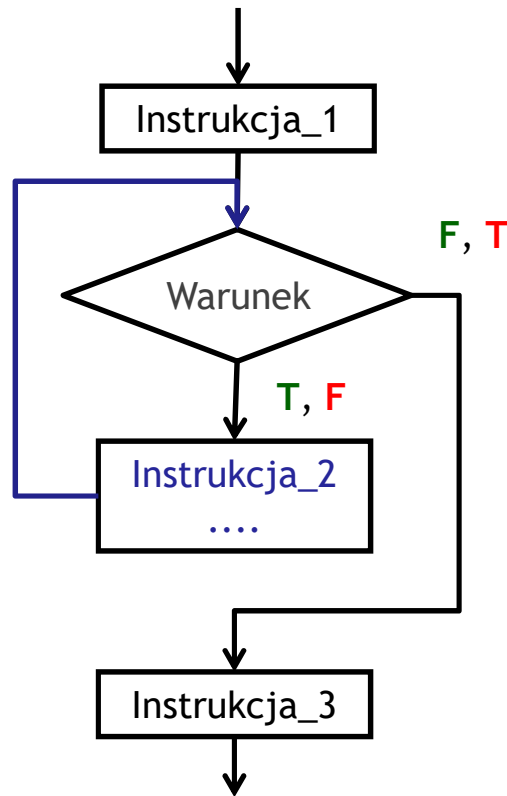 Instrukcja_1
F, T
Warunek
T, F
Instrukcja_2
....
Instrukcja_3